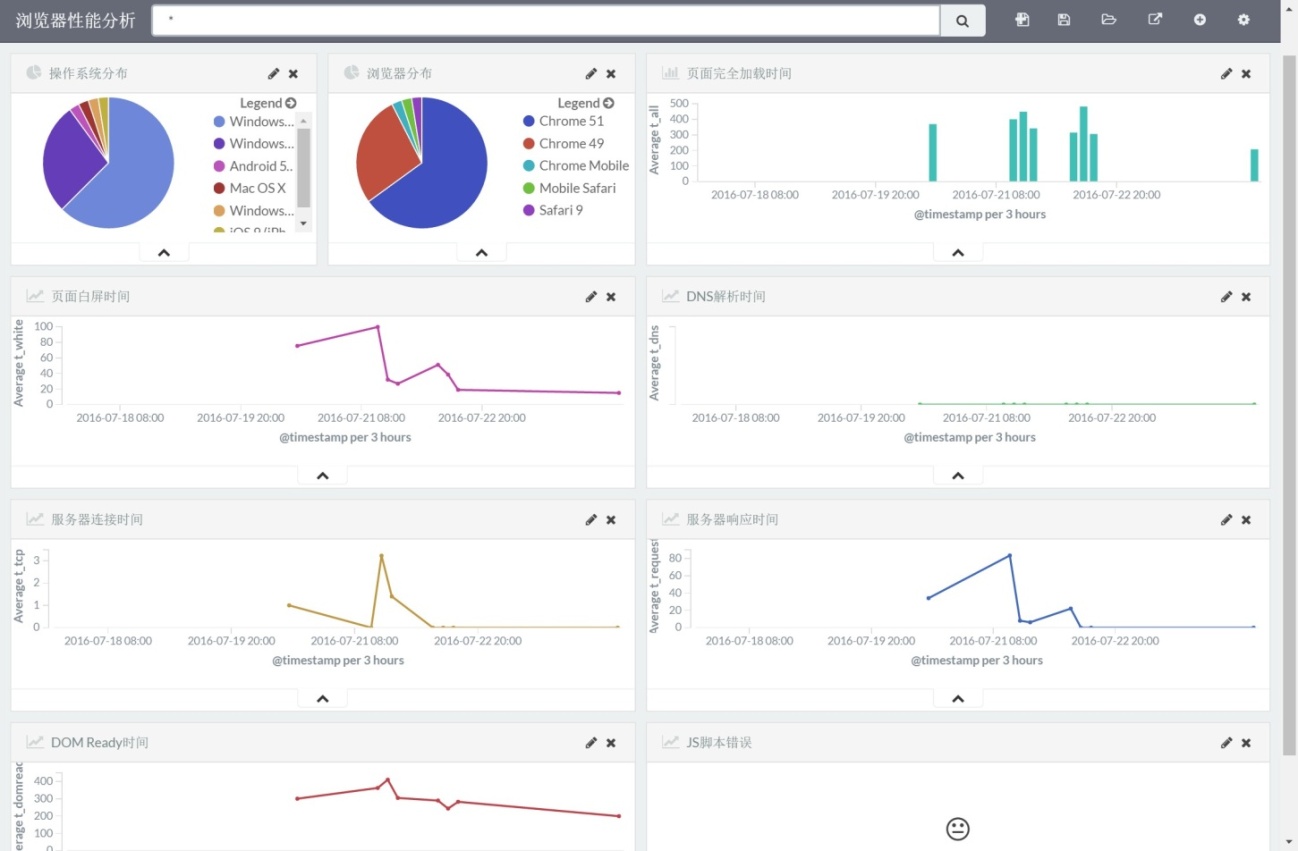 浏览器性能分析
*
操作系统分布
Legend
Windows...
Windows...
Android 5..
Mac OS X
Windows...
iOS 9 (iPh
浏览器分布
Legend
Chrome 51
Chrome 49
Chrome Mobile
Mobile Safari
Safari 9
页面完全加载时间
Average t_all
500
400
300
200
100
0
2016-07-18 08:00
2016-07-19 20:00
2016-07-21 08:00
2016-07-22 20:00
@timestamp per 3 hours
页面白屏时间
Average t_white
100
80
60
40
20
0
2016-07-18 08:00
2016-07-19 20:00
2016-07-21 08:00
2016-07-22 20:00
@timestamp per 3 hours
DNS解析时间
Average t_dns
2016-07-18 08:00
2016-07-19 20:00
2016-07-21 08:00
2016-07-22 20:00
@timestamp per 3 hours
服务器连接时间
Average t_tcp
3
2
1
0
2016-07-18 08:00
2016-07-19 20:00
2016-07-21 08:00
2016-07-22 20:00
@timestamp per 3 hours
服务器响应时间
Average t_request
80
60
40
20
0
2016-07-18 08:00
2016-07-19 20:00
2016-07-21 08:00
2016-07-22 20:00
@timestamp per 3 hours
DOM Ready时间
erage t_domread
400
300
200
100
0
JS脚本错误